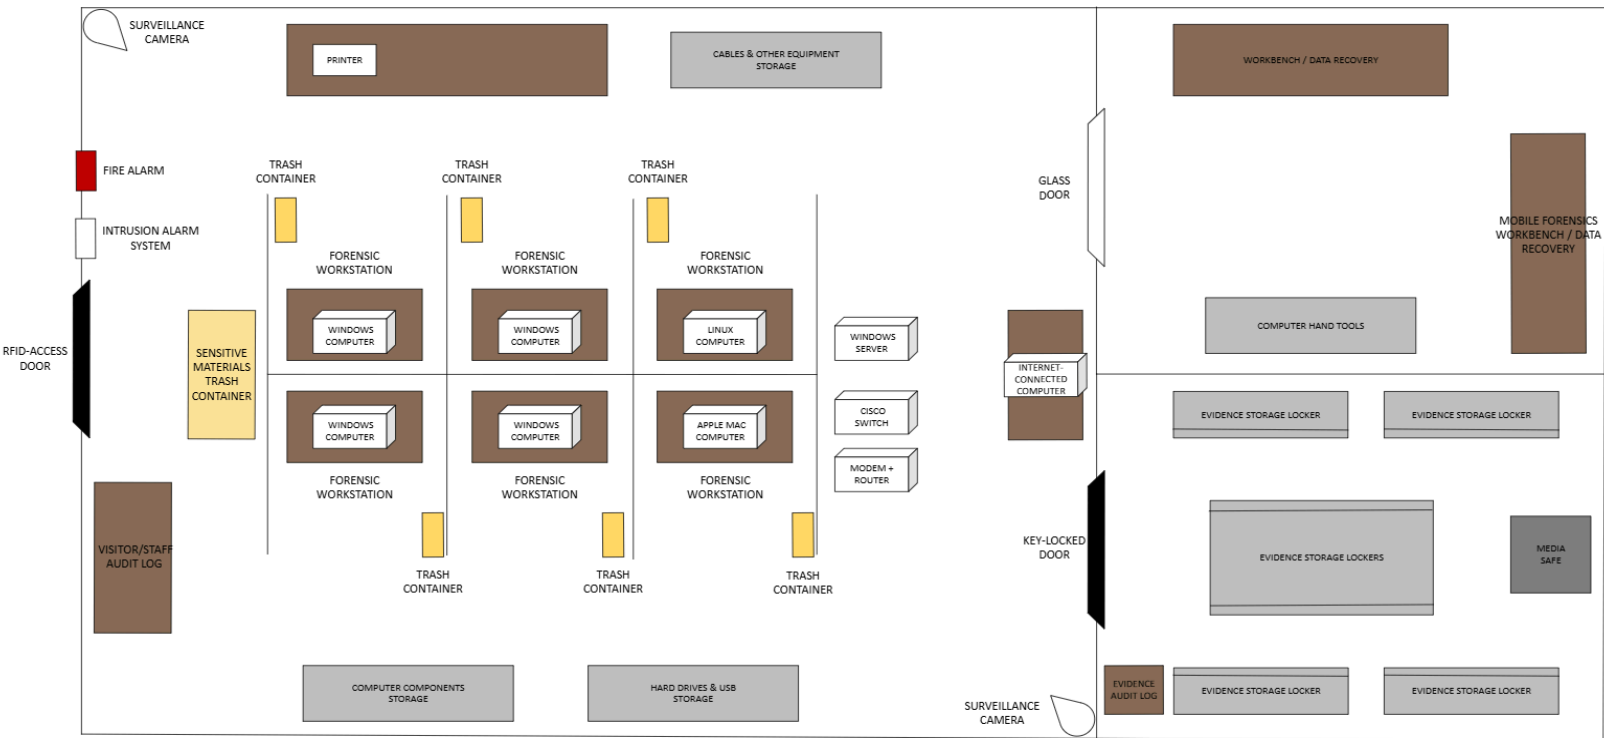 SURVEILLANCE
CAMERA
PRINTER
CABLES & OTHER EQUIPMENT
STORAGE
WORKBENCH / DATA RECOVERY
FIRE ALARM
TRASH
CONTAINER
TRASH
CONTAINER
TRASH
CONTAINER
GLASS
DOOR
INTRUSION ALARM
SYSTEM
MOBILE FORENSICS
WORKBENCH / DATA
RECOVERY
FORENSIC
WORKSTATION
FORENSIC
WORKSTATION
FORENSIC
WORKSTATION
RFID-ACCESS
DOOR
SENSITIVE
MATERIALS
TRASH
CONTAINER
WINDOWS
COMPUTER
WINDOWS
COMPUTER
LINUX
COMPUTER
WINDOWS
SERVER
INTERNET-
CONNECTED
COMPUTER
COMPUTER HAND TOOLS
WINDOWS
COMPUTER
WINDOWS
COMPUTER
APPLE MAC
COMPUTER
CISCO
SWITCH
MODEM +
ROUTER
EVIDENCE STORAGE LOCKER
EVIDENCE STORAGE LOCKER
FORENSIC
WORKSTATION
FORENSIC
WORKSTATION
FORENSIC
WORKSTATION
VISITOR/STAFF
AUDIT LOG
KEY-LOCKED
DOOR
EVIDENCE STORAGE LOCKERS
MEDIA
SAFE
TRASH
CONTAINER
TRASH
CONTAINER
TRASH
CONTAINER
COMPUTER COMPONENTS
STORAGE
HARD DRIVES & USB
STORAGE
SURVEILLANCE
CAMERA
EVIDENCE
AUDIT LOG
EVIDENCE STORAGE LOCKER
EVIDENCE STORAGE LOCKER